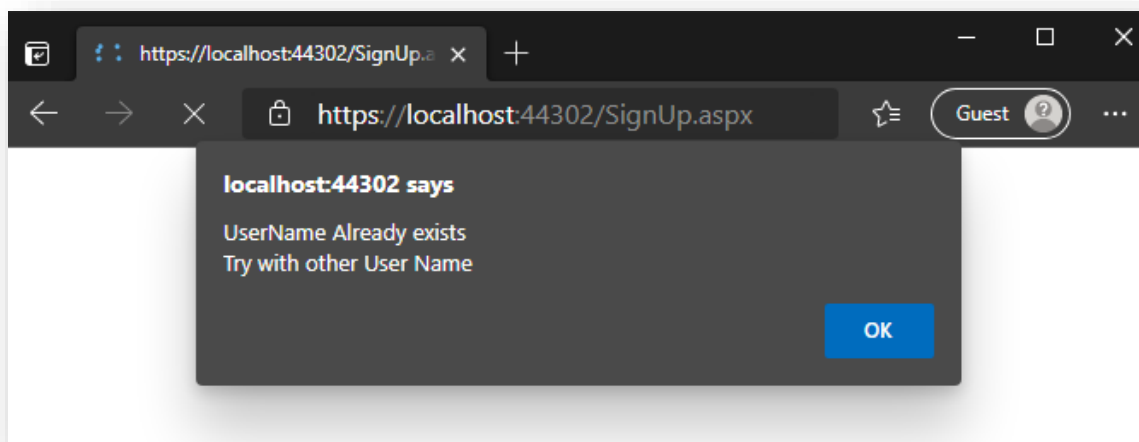 https://localhost:44302/SignUp.a
https://localhost:44302/SignUp.aspx
Guest
localhost:44302 says
UserName Already exists
Try with other User Name
OK